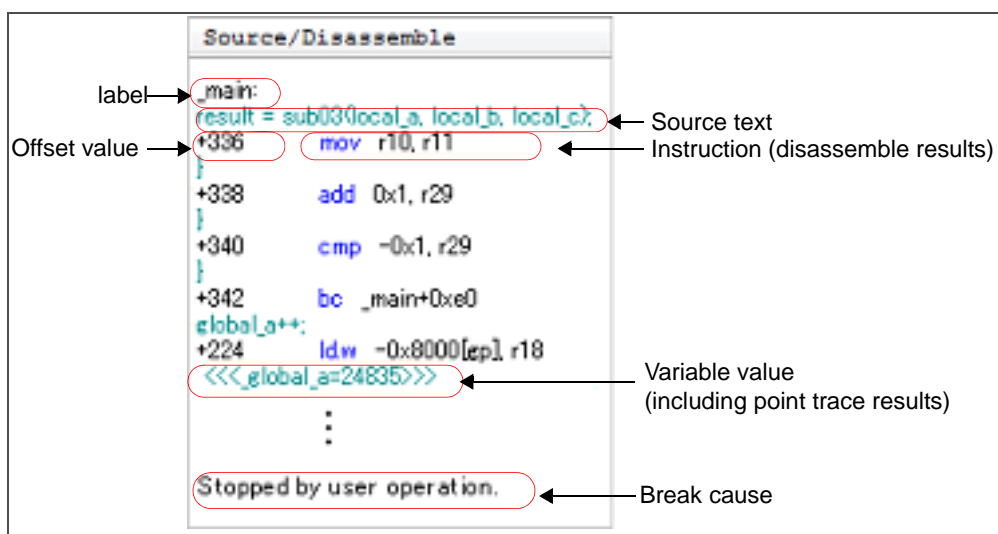 Source/Disassemble
label
_main:
result = sub03(local_a, local_b, local_c);
Source text
Offset value
+336 mov r10, r11
Instruction (disassemble results)
}
+338 add 0x1, r29
}
+340 cmp -0x1, r29
}
+342 bc _main+0xe0
global_a++;
+224 ld.w -0x8000[gp], r18
<<<_global_a=24835>>>
Variable value
(including point trace results)
Stopped by user operation.
Break cause